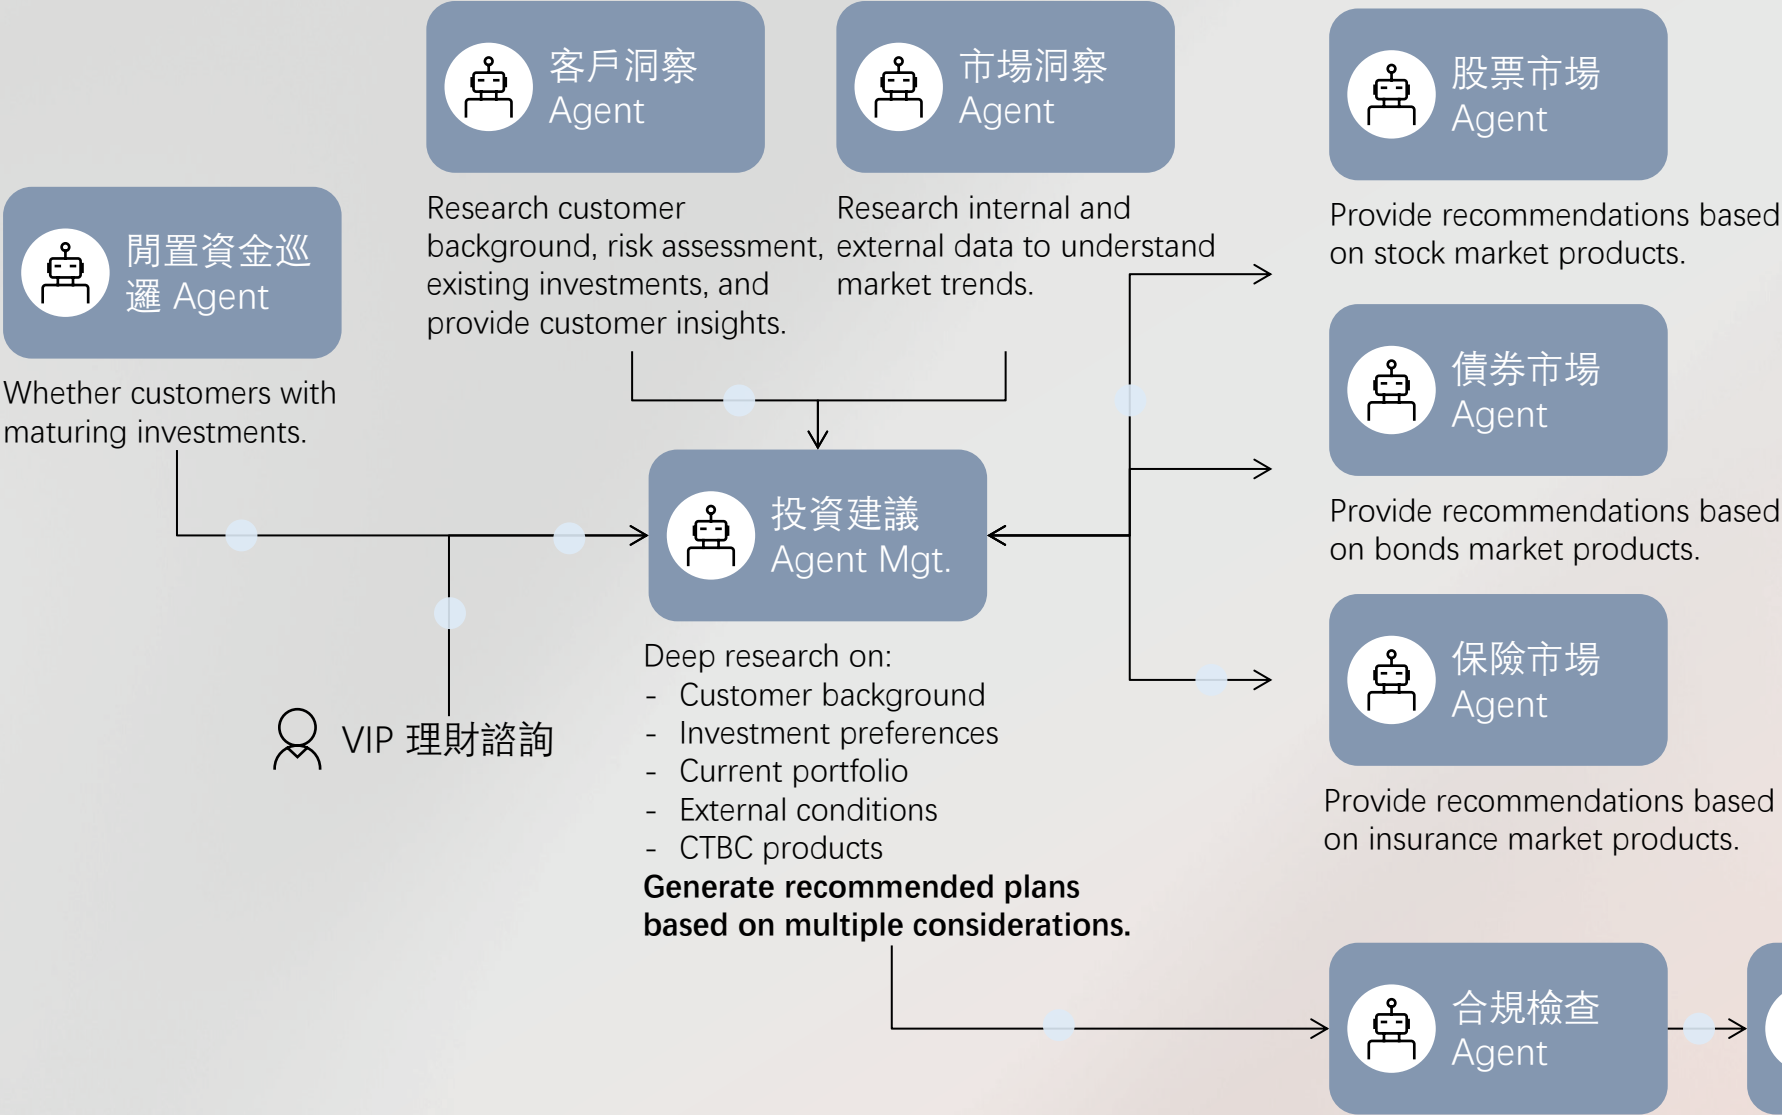 客戶洞察
Agent
Research customer
background, risk assessment,
existing investments, and
provide customer insights.
市場洞察
Agent
Research internal and
external data to understand
market trends.
股票市場
Agent
Provide recommendations based
on stock market products.
閒置資金巡
邏 Agent
Whether customers with
maturing investments.
債券市場
Agent
Provide recommendations based
on bonds market products.
投資建議
Agent Mgt.
Deep research on:
- Customer background
- Investment preferences
- Current portfolio
- External conditions
- CTBC products
Generate recommended plans
based on multiple considerations.
VIP 理財諮詢
保險市場
Agent
Provide recommendations based
on insurance market products.
合規檢查
Agent